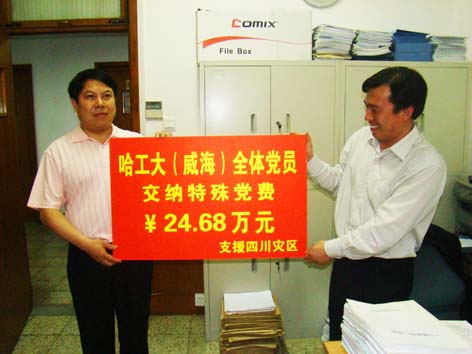 COMIX
File Box
哈工大（威海）全体党员
交纳特殊党费
￥24.68万元
支援四川灾区